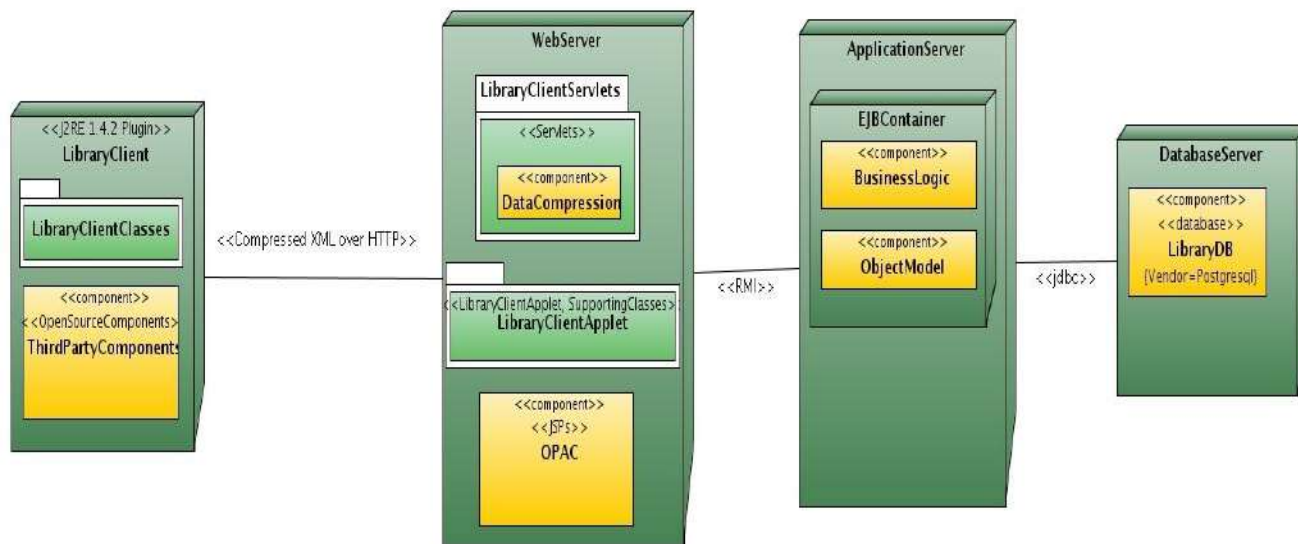 <<J2RE 1.4.2 Plugin>>
LibraryClient
LibraryClientClasses
<<component>>
<<OpenSourceComponents>
ThirdPartyComponents
<<Compressed XML over HTTP>>
WebServer
LibraryClientServlets
<<Servlets>>
<<component>>
DataCompression
<<LibraryClientApplet, SupportingClasses>
LibraryClientApplet
<<component>>
<<JSPs>>
OPAC
<<RMI>>
ApplicationServer
EJBContainer
<<component>>
BusinessLogic
<<component>>
ObjectModel
<<jdbc>>
DatabaseServer
<<component>>
<<database>>
LibraryDB
{Vendor=Postgresql}